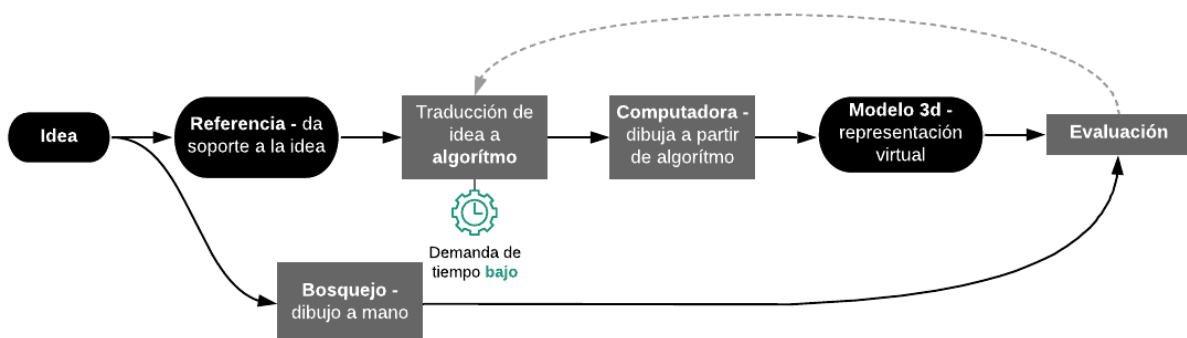 Idea
Referencia - da
soporte a la idea
Traducción de
idea a
algorítmo
Computadora -
dibuja a partir
de algorítmo
Modelo 3d -
representación
virtual
Evaluación
Demanda de
tiempo bajo
Bosquejo -
dibujo a mano